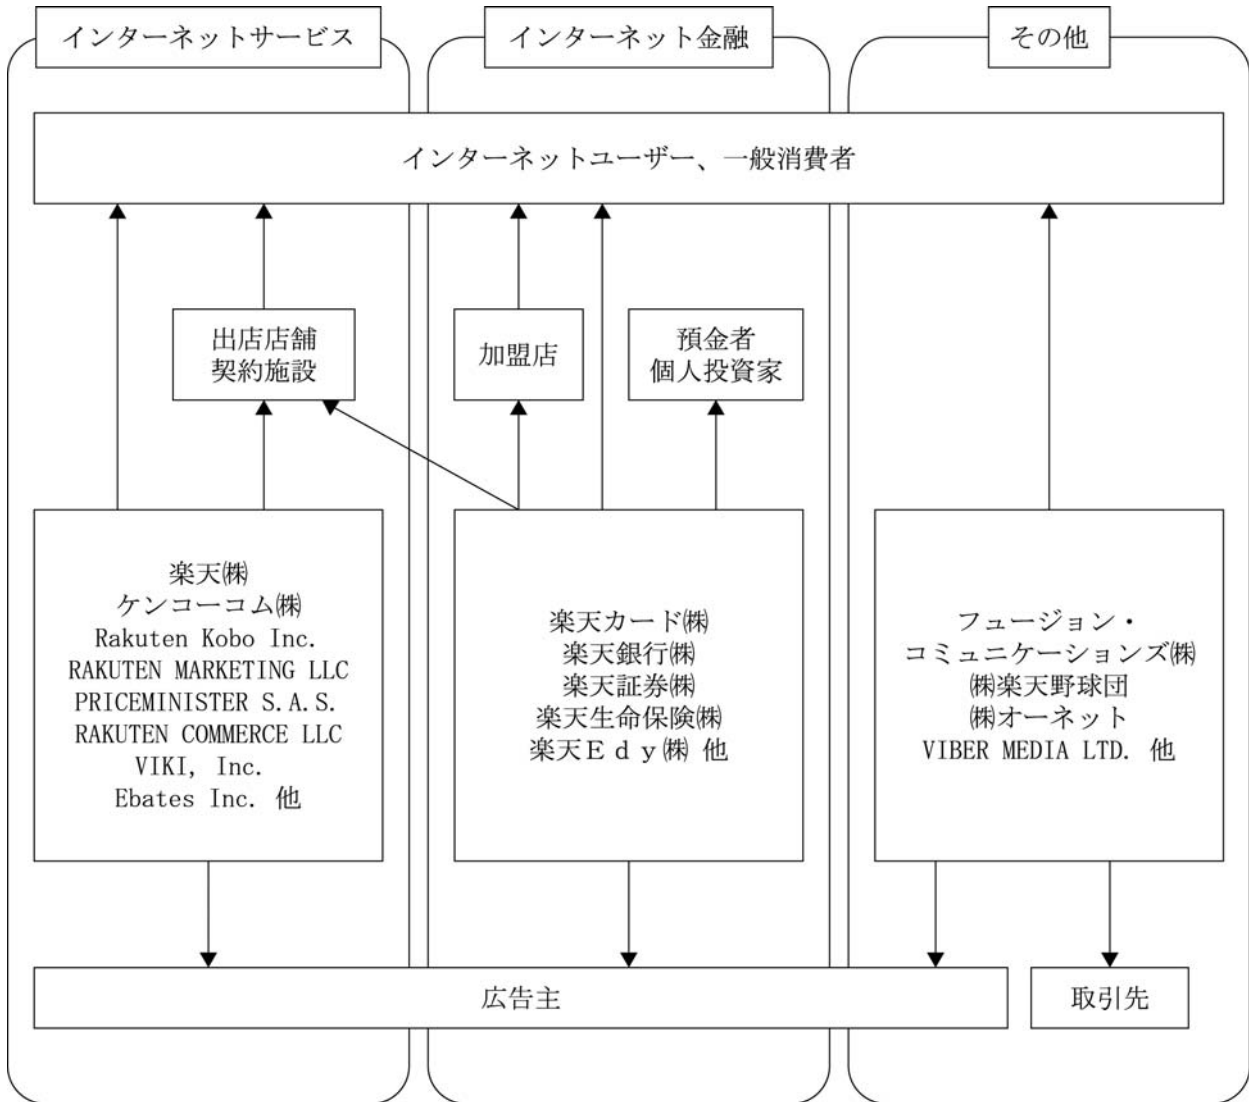 インターネットサービス
インターネット金融
その他
インターネットユーザー、一般消費者
出店店舗
契約施設
加盟店
預金者
個人投資家
楽天㈱
ケンコーコム㈱
Rakuten Kobo Inc.
RAKUTEN MARKETING LLC
PRICEMINISTER S.A.S.
RAKUTEN COMMERCE LLC
VIKI, Inc.
Ebates Inc. 他
楽天カード㈱
楽天銀行㈱
楽天証券㈱
楽天生命保険㈱
楽天Ｅｄｙ㈱ 他
フュージョン・
コミュニケーションズ㈱
㈱楽天野球団
㈱オーネット
VIBER MEDIA LTD. 他
広告主
取引先